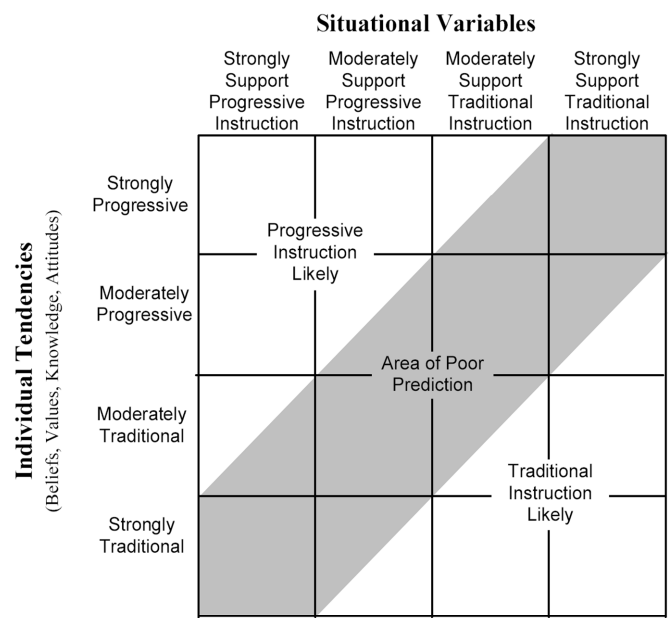 Situational Variables
Strongly
Support
Progressive
Instruction
Moderately
Support
Progressive
Instruction
Moderately
Support
Traditional
Instruction
Strongly
Support
Traditional
Instruction
Individual Tendencies
(Beliefs, Values, Knowledge, Attitudes)
Strongly
Progressive
Moderately
Progressive
Moderately
Traditional
Strongly
Traditional
Progressive
Instruction
Likely
Area of Poor
Prediction
Traditional
Instruction
Likely